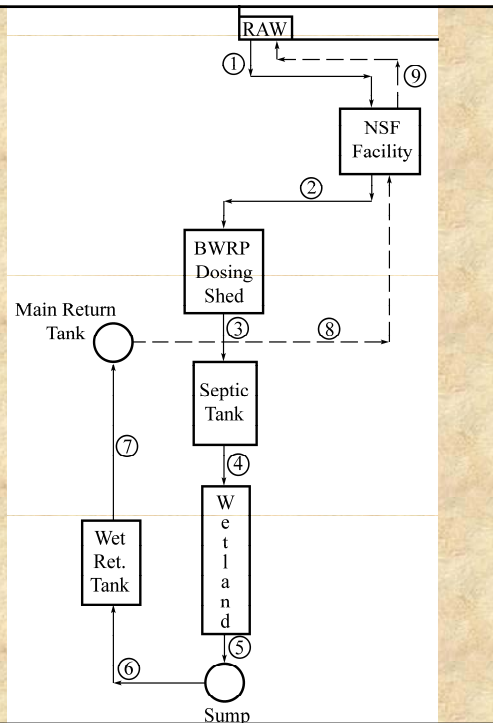 RAW
①
⑨
NSF
Facility
②
BWRP
Dosing
Shed
Main Return
Tank
③
⑧
Septic
Tank
⑦
④
W
e
t
l
a
n
d
Wet
Ret.
Tank
⑤
⑥
Sump